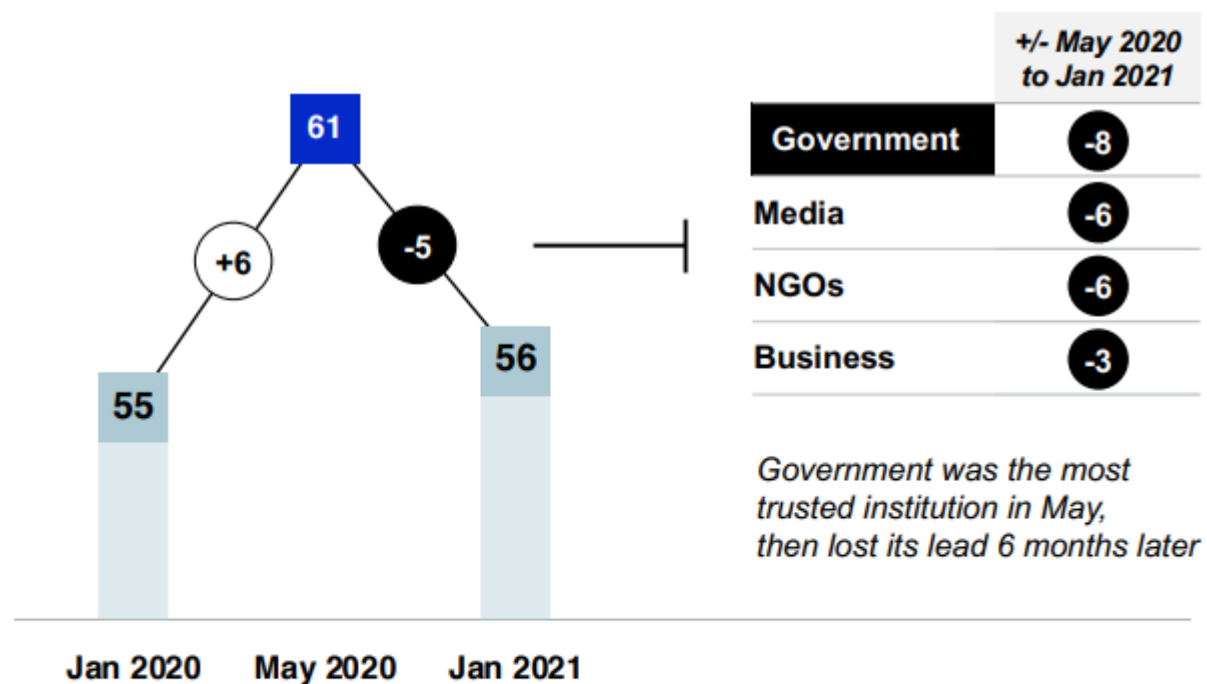 61
+6
-5
55
56
Jan 2020 May 2020 Jan 2021
+/- May 2020
to Jan 2021
Government -8
Media -6
NGOs -6
Business -3
Government was the most
trusted institution in May,
then lost its lead 6 months later